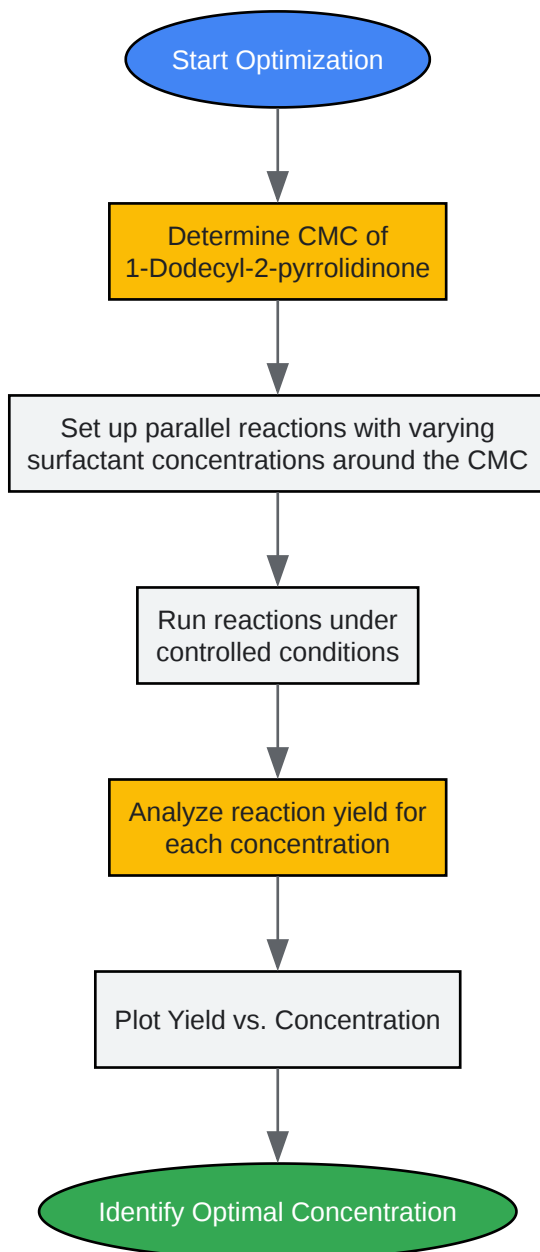 Start Optimization
Determine CMC of
1-Dodecyl-2-pyrrolidinone
Set up parallel reactions with varying
surfactant concentrations around the CMC
Run reactions under
controlled conditions
Analyze reaction yield for
each concentration
Plot Yield vs. Concentration
Identify Optimal Concentration